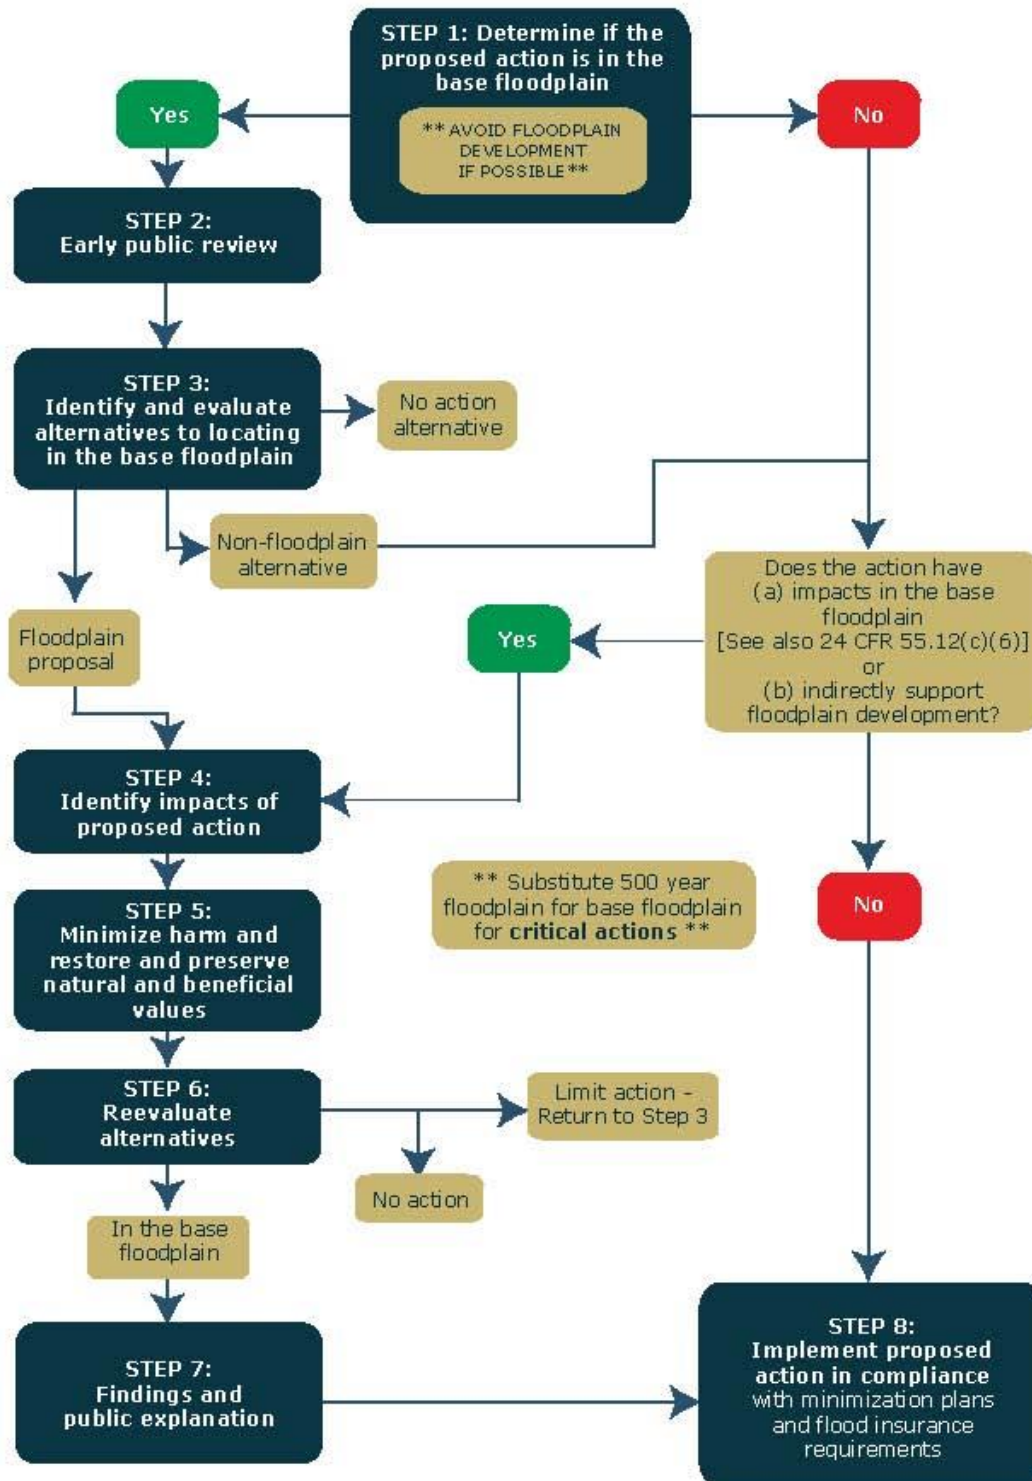 STEP 1: Determine if the
proposed action is in the
base floodplain
** AVOID FLOODPLAIN
DEVELOPMENT
IF POSSIBLE **
Yes
No
STEP 2:
Early public review
STEP 3:
Identify and evaluate
alternatives to locating
in the base floodplain
No action
alternative
Non-floodplain
alternative
Floodplain
proposal
Does the action have
(a) impacts in the base
floodplain
[See also 24 CFR 55.12(c)(6)]
or
(b) indirectly support
floodplain development?
Yes
STEP 4:
Identify impacts of
proposed action
** Substitute 500 year
floodplain for base floodplain
for critical actions **
No
STEP 5:
Minimize harm and
restore and preserve
natural and beneficial
values
STEP 6:
Reevaluate
alternatives
Limit action -
Return to Step 3
No action
In the base
floodplain
STEP 7:
Findings and
public explanation
STEP 8:
Implement proposed
action in compliance
with minimization plans
and flood insurance
requirements